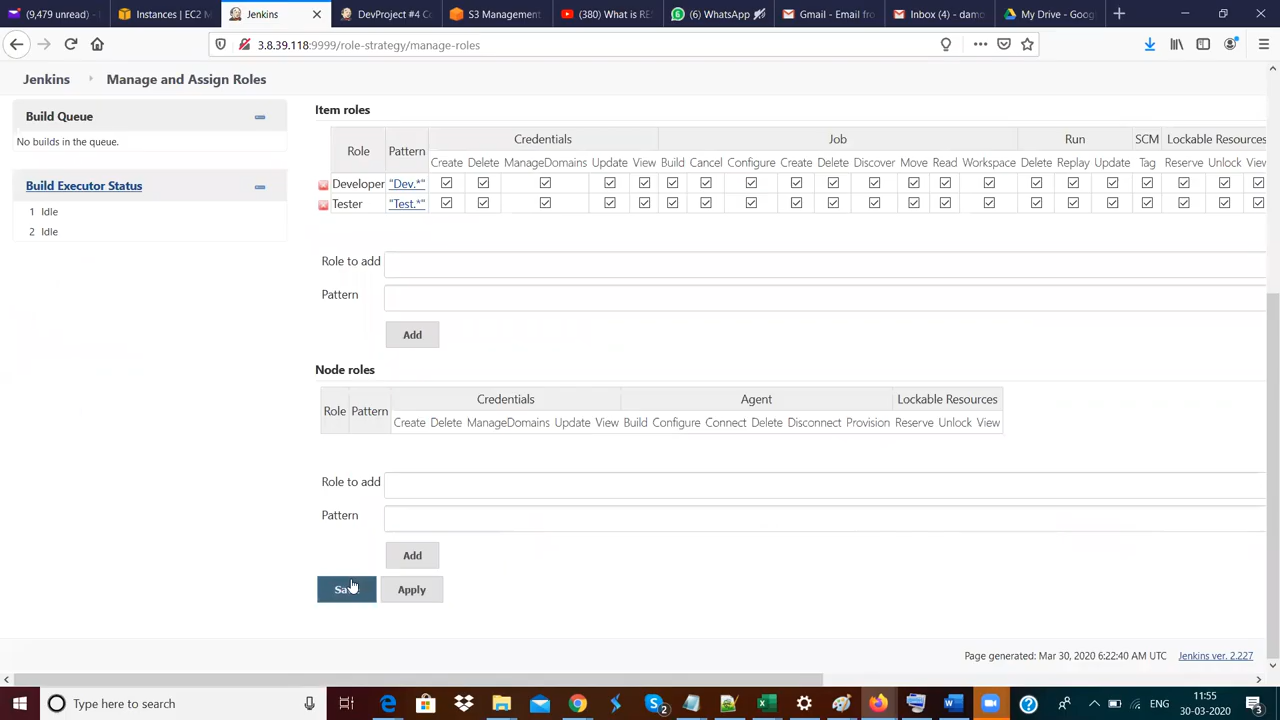 (9,479 unread) -
Instances | EC2 M
Jenkins
DevProject #4 Co
S3 Management
(380) What is RE
(6) WhatsApp
Gmail - Email from
Inbox (4) - damo
My Drive - Goog
3.8.39.118:9999/role-strategy/manage-roles
Jenkins
Manage and Assign Roles
Build Queue
No builds in the queue.
Build Executor Status
1 Idle
2 Idle
Item roles
Role Pattern Credentials Job Run SCM Lockable Resources
Create Delete ManageDomains Update View Build Cancel Configure Create Delete Discover Move Read Workspace Delete Replay Update Tag Reserve Unlock View
Developer "Dev.*"
Tester "Test.*"
Role to add
Pattern
Add
Node roles
Role Pattern Credentials Agent Lockable Resources
Create Delete ManageDomains Update View Build Configure Connect Delete Disconnect Provision Reserve Unlock View
Role to add
Pattern
Add
Apply
Page generated: Mar 30, 2020 6:22:40 AM UTC Jenkins ver. 2.227
Type here to search
2
ENG
11:55
30-03-2020